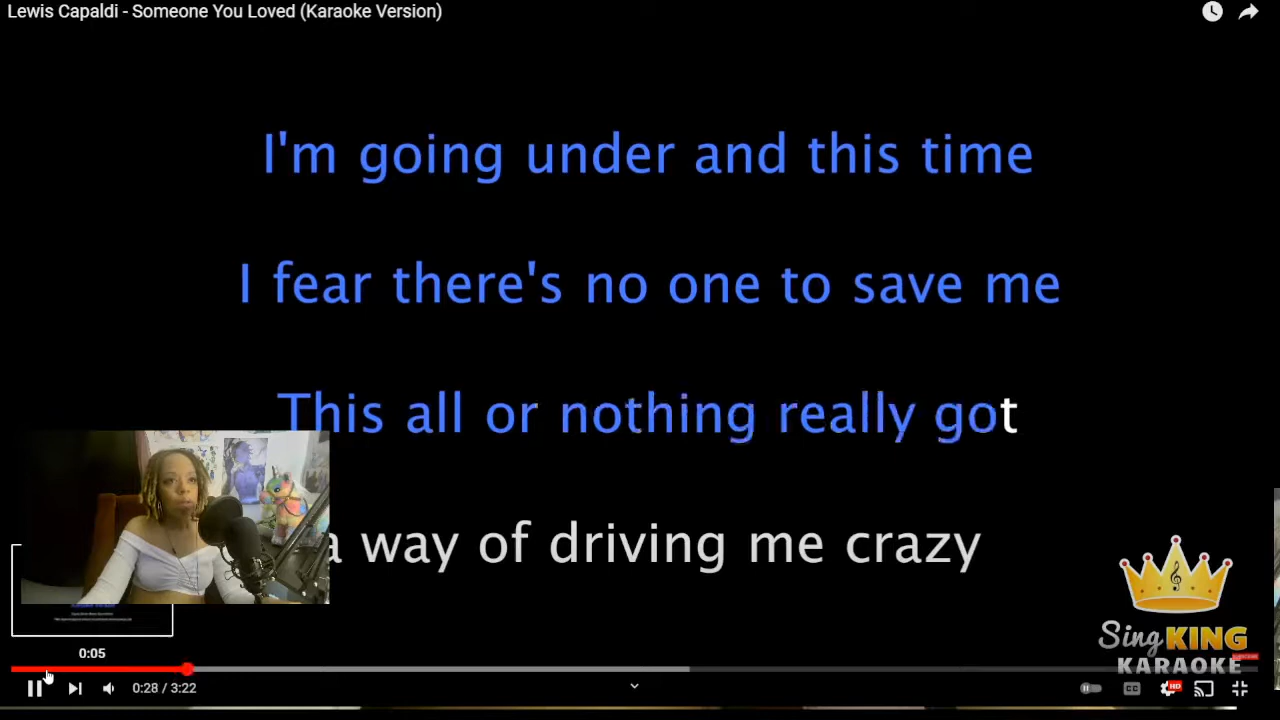 Lewis Capaldi - Someone You Loved (Karaoke Version)
I'm going under and this time
I fear there's no one to save me
This all or nothing really got
a way of driving me crazy
Sing KING
KARAOKE
0:05
0:28 / 3:22
CC
HD